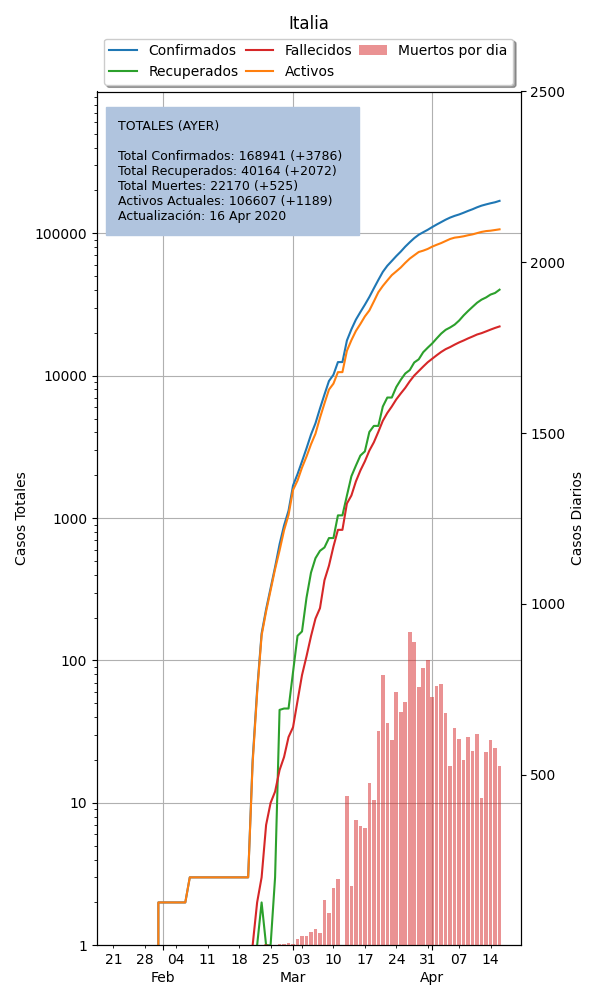 Italia
Confirmados
Recuperados
Fallecidos
Activos
Muertos por dia
TOTALES (AYER)
Total Confirmados: 168941 (+3786)
Total Recuperados: 40164 (+2072)
Total Muertes: 22170 (+525)
Activos Actuales: 106607 (+1189)
Actualización: 16 Apr 2020
Casos Totales
100000
10000
1000
100
10
1
2500
2000
1500
1000
500
Casos Diarios
21 28 04 11 18 25 03 10 17 24 31 07 14
Feb Mar Apr